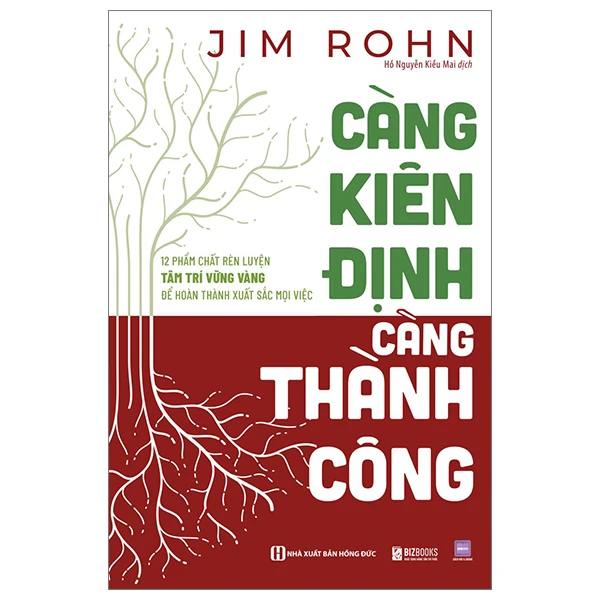 JIM ROHN
Hồ Nguyễn Kiều Mai dịch
CÀNG
KIÊN
ĐỊNH
12 PHẨM CHẤT RÈN LUYỆN
TÂM TRÍ VỮNG VÀNG
ĐỂ HOÀN THÀNH XUẤT SẮC MỌI VIỆC
CÀNG
THÀNH
CÔNG
NHÀ XUẤT BẢN HỒNG ĐỨC
BIZBOOKS